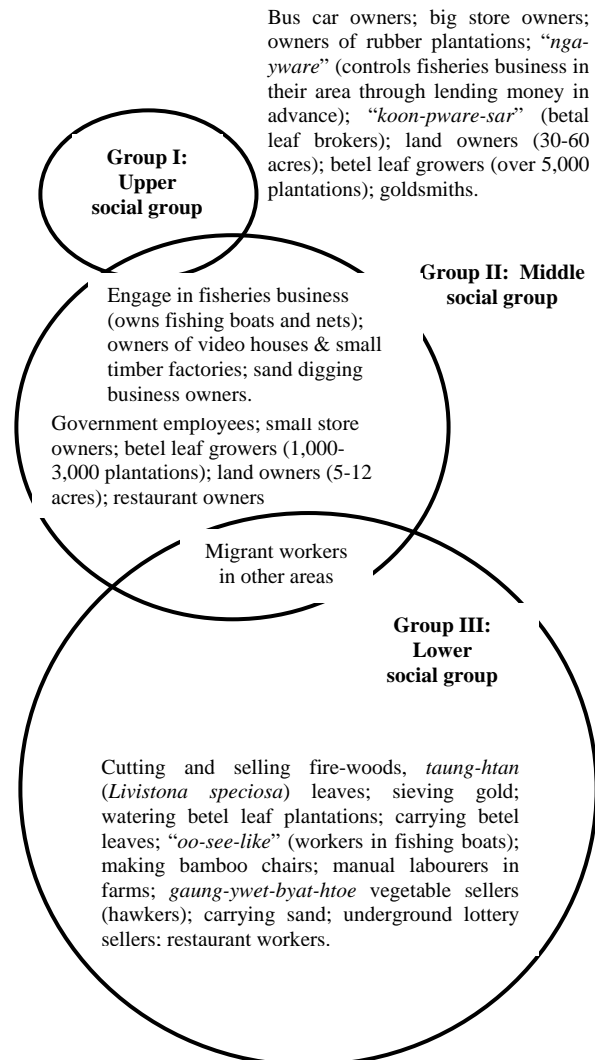 Bus car owners; big store owners;
owners of rubber plantations; “nga-
yware” (controls fisheries business in
their area through lending money in
advance); “koon-pware-sar” (betal
leaf brokers); land owners (30-60
acres); betel leaf growers (over 5,000
plantations); goldsmiths.
Group I:
Upper
social group
Group II: Middle
social group
Engage in fisheries business
(owns fishing boats and nets);
owners of video houses & small
timber factories; sand digging
business owners.
Government employees; small store
owners; betel leaf growers (1,000-
3,000 plantations); land owners (5-12
acres); restaurant owners
Migrant workers
in other areas
Group III:
Lower
social group
Cutting and selling fire-woods, taung-htan
(Livistona speciosa) leaves; sieving gold;
watering betel leaf plantations; carrying betel
leaves; “oo-see-like” (workers in fishing boats);
making bamboo chairs; manual labourers in
farms; gaung-ywet-byat-htoe vegetable sellers
(hawkers); carrying sand; underground lottery
sellers; restaurant workers.